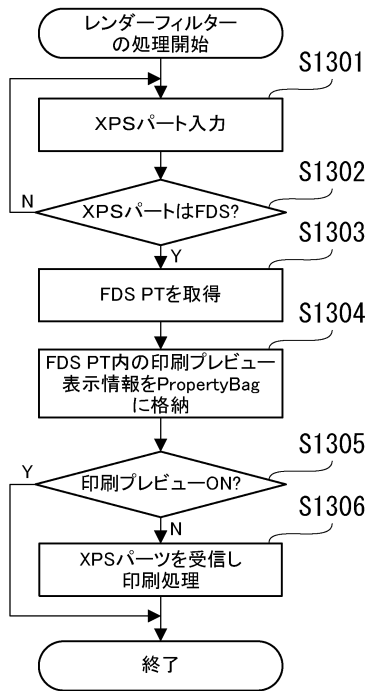 レンダーフィルター
の処理開始
S1301
XPSパート入力
S1302
N
XPSパートはFDS?
S1303
Y
FDS PTを取得
S1304
FDS PT内の印刷プレビュー
表示情報をPropertyBag
に格納
S1305
Y
印刷プレビューON?
S1306
N
XPSパーツを受信し
印刷処理
終了